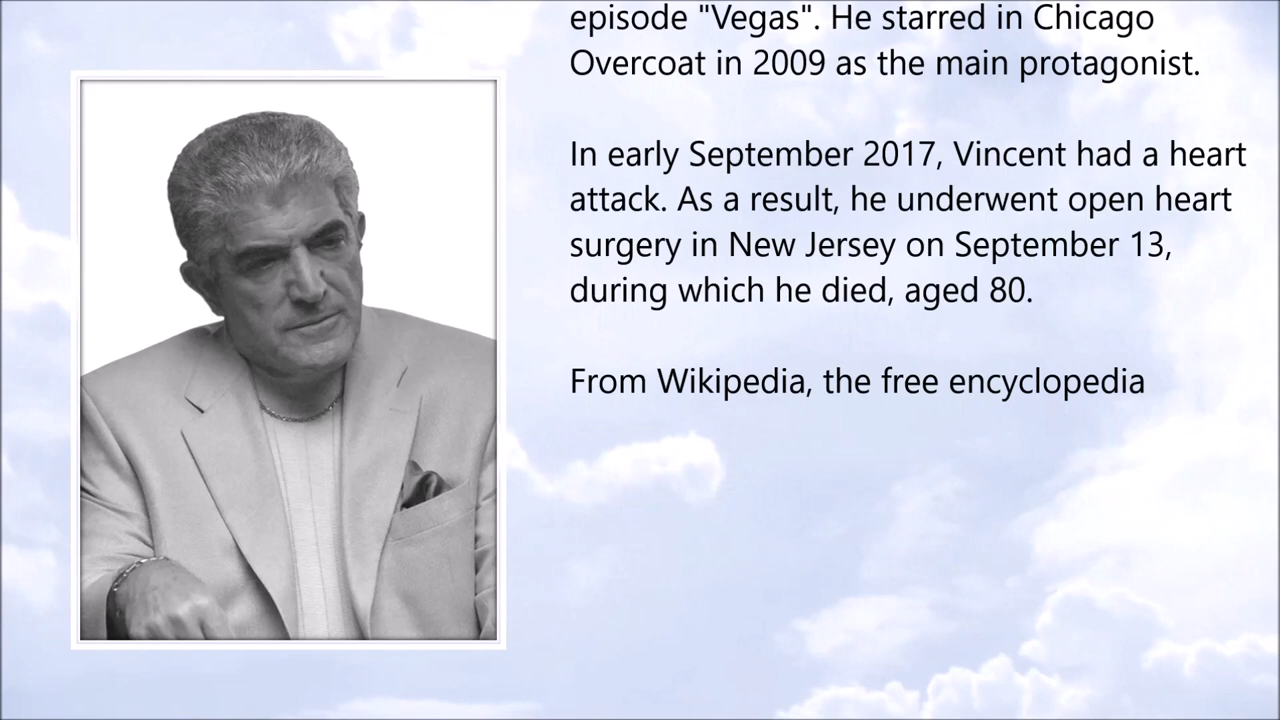 episode "Vegas". He starred in Chicago
Overcoat in 2009 as the main protagonist.
In early September 2017, Vincent had a heart
attack. As a result, he underwent open heart
surgery in New Jersey on September 13,
during which he died, aged 80.
From Wikipedia, the free encyclopedia